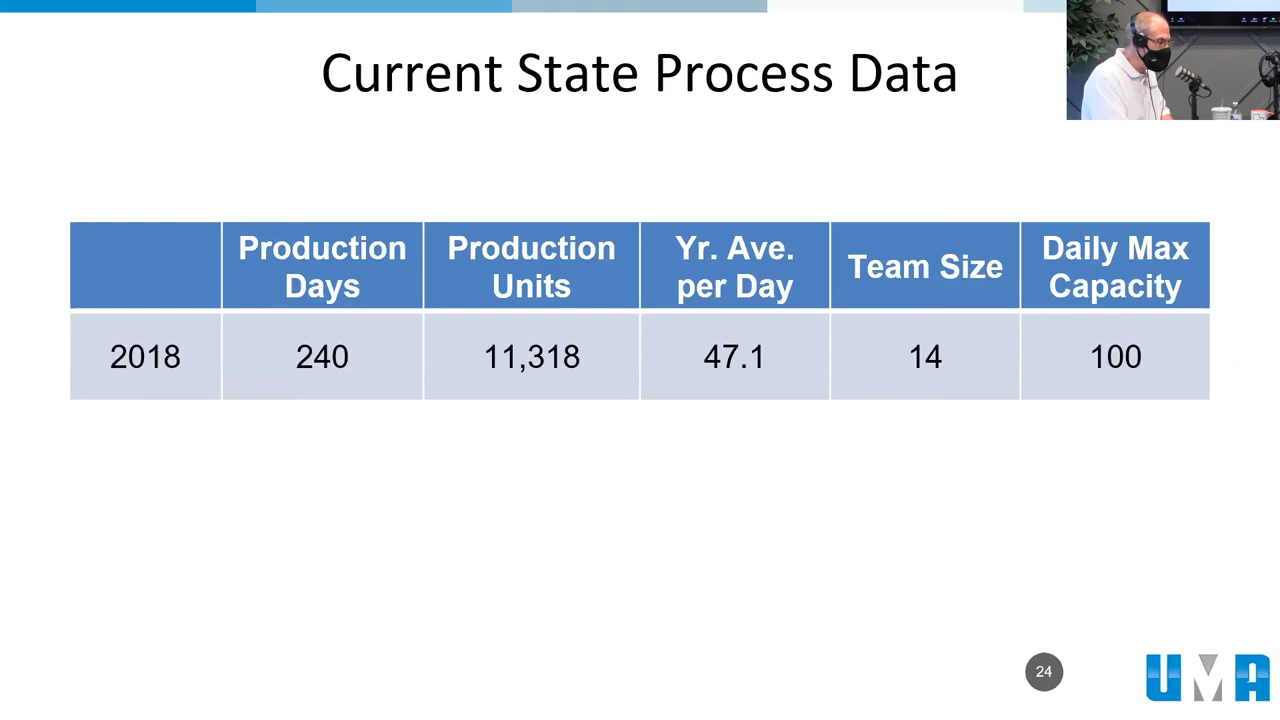 Current State Process Data
Production Days
Production Units
Yr. Ave. per Day
Team Size
Daily Max Capacity
2018
240
11,318
47.1
14
100
24
UMA